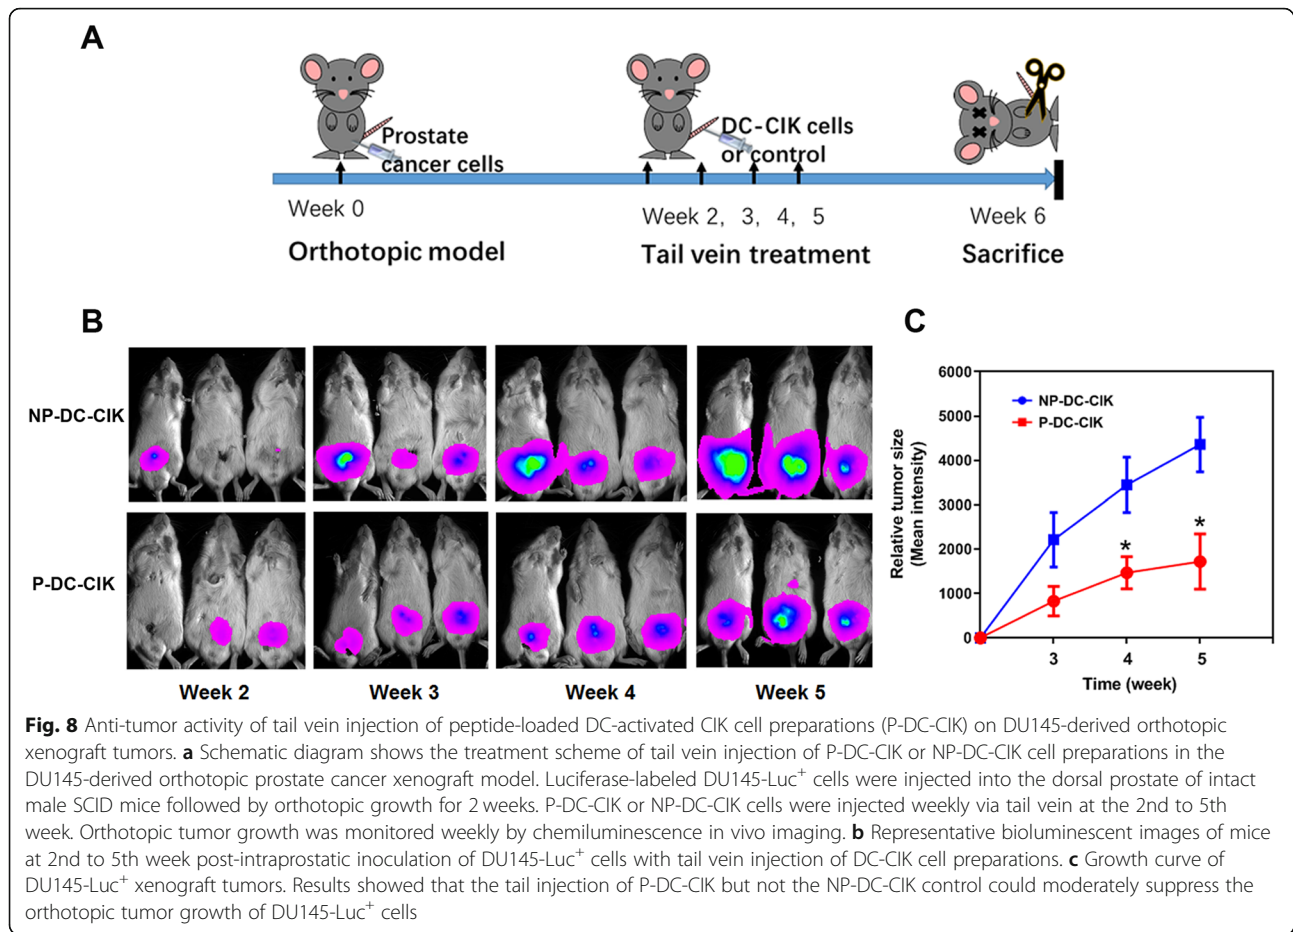 A
Prostate
cancer cells
DC-CIK cells
or control
Week 0
Week 2, 3, 4, 5
Week 6
Orthotopic model
Tail vein treatment
Sacrifice
B
NP-DC-CIK
P-DC-CIK
Week 2
Week 3
Week 4
Week 5
C
Relative tumor size
(Mean intensity)
6000
5000
4000
3000
2000
1000
0
NP-DC-CIK
P-DC-CIK
*
*
3
4
5
Time (week)
Fig. 8 Anti-tumor activity of tail vein injection of peptide-loaded DC-activated CIK cell preparations (P-DC-CIK) on DU145-derived orthotopic
xenograft tumors. a Schematic diagram shows the treatment scheme of tail vein injection of P-DC-CIK or NP-DC-CIK cell preparations in the
DU145-derived orthotopic prostate cancer xenograft model. Luciferase-labeled DU145-Luc⁺ cells were injected into the dorsal prostate of intact
male SCID mice followed by orthotopic growth for 2 weeks. P-DC-CIK or NP-DC-CIK cells were injected weekly via tail vein at the 2nd to 5th
week. Orthotopic tumor growth was monitored weekly by chemiluminescence in vivo imaging. b Representative bioluminescent images of mice
at 2nd to 5th week post-intraprostatic inoculation of DU145-Luc⁺ cells with tail vein injection of DC-CIK cell preparations. c Growth curve of
DU145-Luc⁺ xenograft tumors. Results showed that the tail injection of P-DC-CIK but not the NP-DC-CIK control could moderately suppress the
orthotopic tumor growth of DU145-Luc⁺ cells